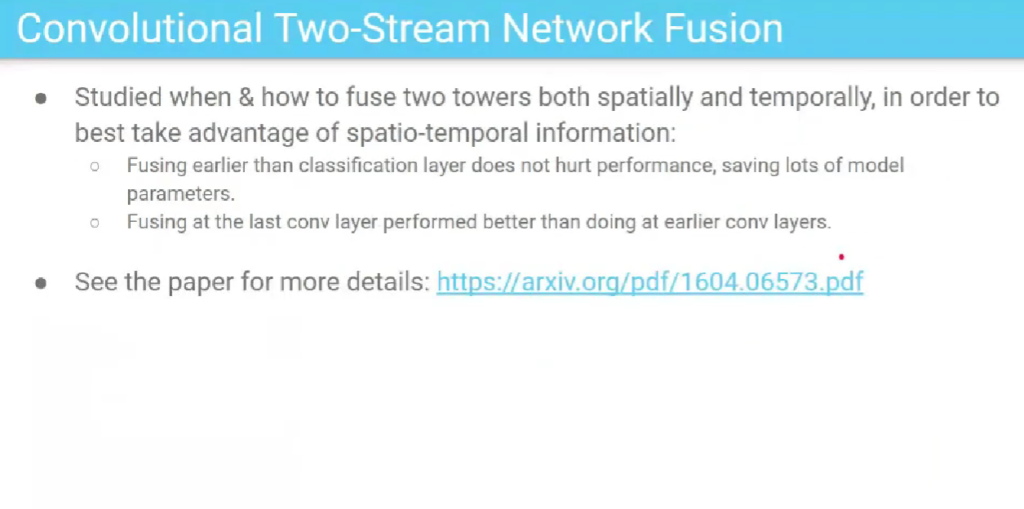 Convolutional Two-Stream Network Fusion
● Studied when & how to fuse two towers both spatially and temporally, in order to
best take advantage of spatio-temporal information:
○ Fusing earlier than classification layer does not hurt performance, saving lots of model
parameters.
○ Fusing at the last conv layer performed better than doing at earlier conv layers.
● See the paper for more details: https://arxiv.org/pdf/1604.06573.pdf